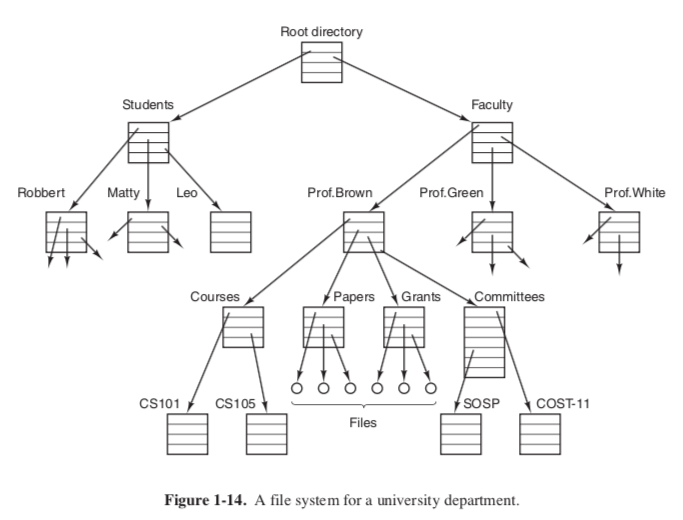 Root directory
Students
Faculty
Robbert
Matty
Leo
Prof.Brown
Prof.Green
Prof.White
Courses
Papers
Grants
Committees
CS101
CS105
SOSP
COST-11
Files
Figure 1-14. A file system for a university department.